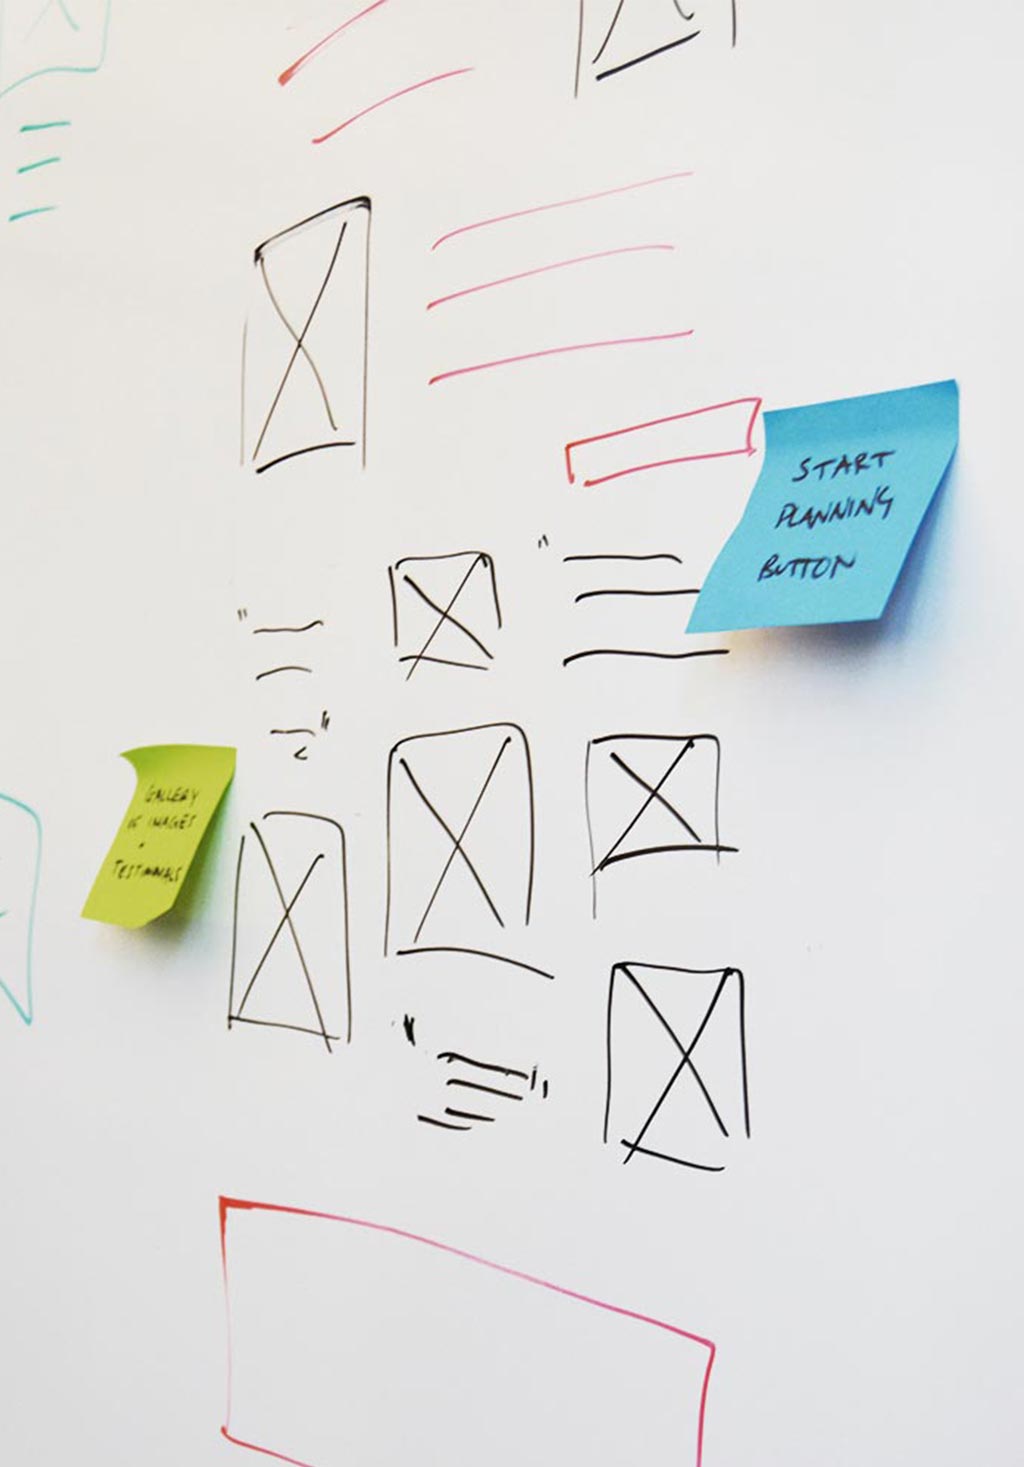 START
PLANNING
BUTTON
GALLERY
OF IMAGES
+
TESTIMONIALS